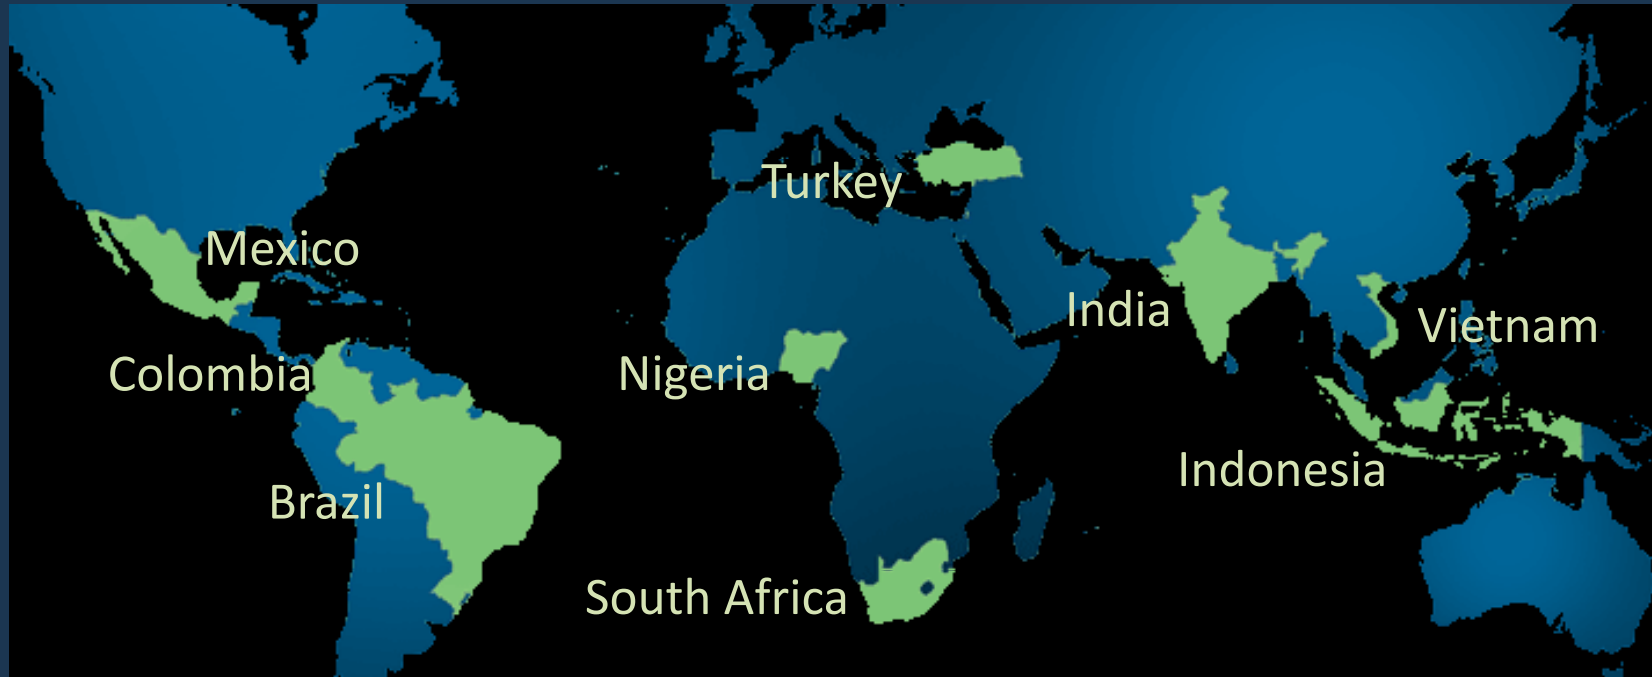 Turkey
Mexico
India
Vietnam
Colombia
Nigeria
Indonesia
Brazil
South Africa